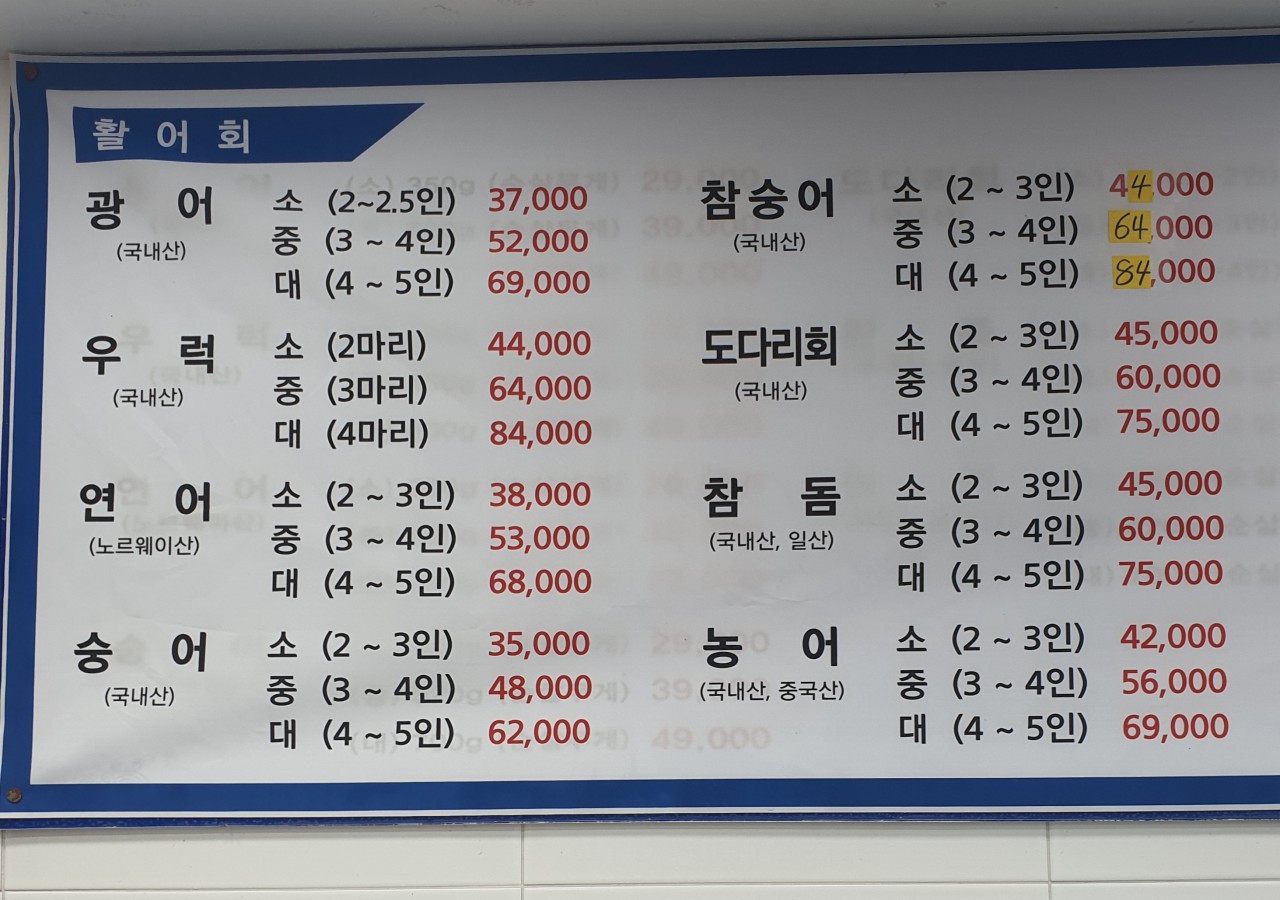 활어회
광어 소 (2~2.5인) 37,000
(국내산) 중 (3 ~ 4인) 52,000
대 (4 ~ 5인) 69,000
우럭 소 (2마리) 44,000
(국내산) 중 (3마리) 64,000
대 (4마리) 84,000
연어 소 (2 ~ 3인) 38,000
(노르웨이산) 중 (3 ~ 4인) 53,000
대 (4 ~ 5인) 68,000
숭어 소 (2 ~ 3인) 35,000
(국내산) 중 (3 ~ 4인) 48,000
대 (4 ~ 5인) 62,000
참숭어 소 (2 ~ 3인) 44,000
(국내산) 중 (3 ~ 4인) 64,000
대 (4 ~ 5인) 84,000
도다리회 소 (2 ~ 3인) 45,000
(국내산) 중 (3 ~ 4인) 60,000
대 (4 ~ 5인) 75,000
참돔 소 (2 ~ 3인) 45,000
(국내산, 일산) 중 (3 ~ 4인) 60,000
대 (4 ~ 5인) 75,000
농어 소 (2 ~ 3인) 42,000
(국내산, 중국산) 중 (3 ~ 4인) 56,000
대 (4 ~ 5인) 69,000